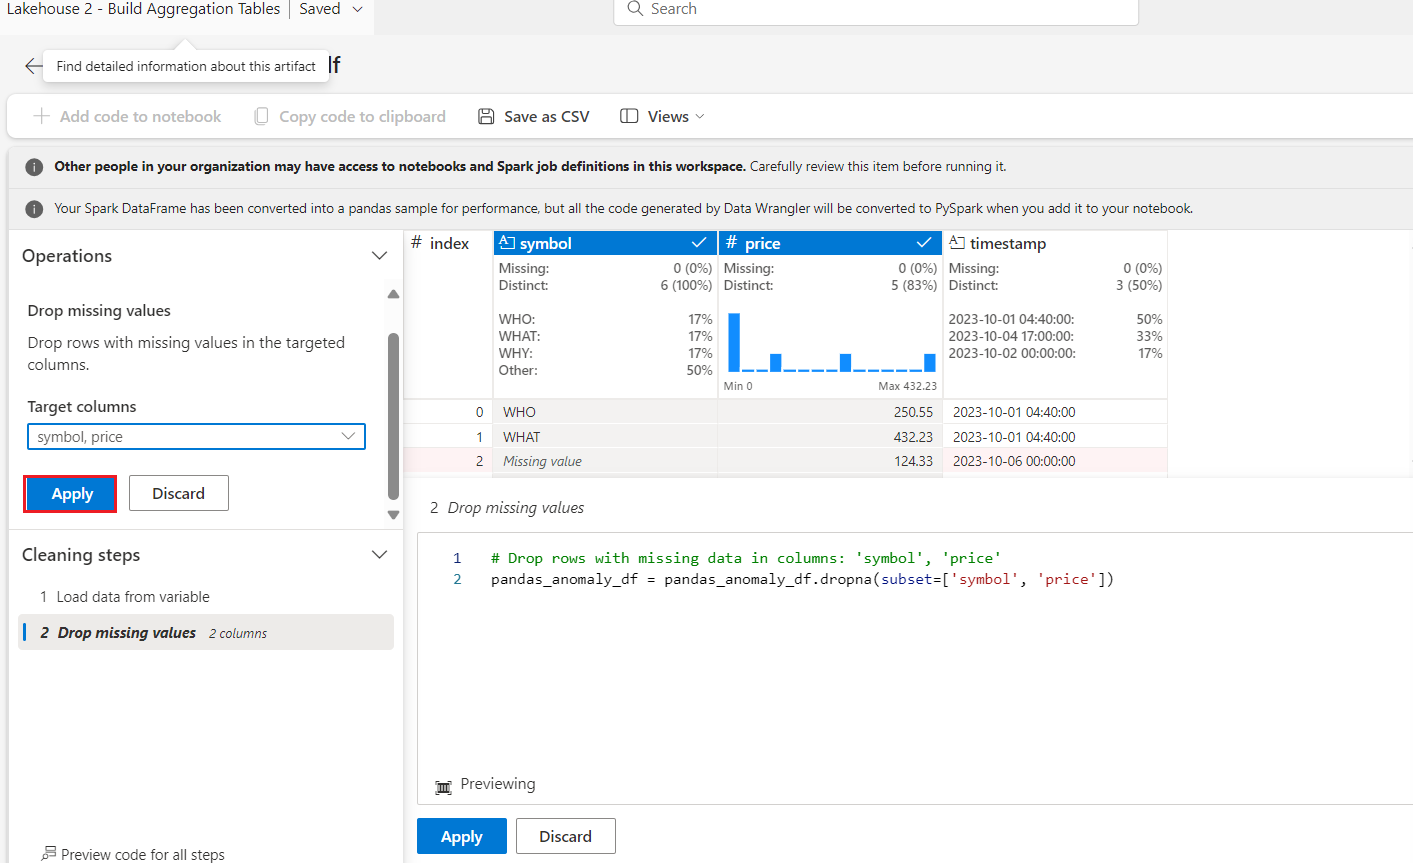 Lakehouse 2 - Build Aggregation Tables | Saved
Search
Find detailed information about this artifact
df
Add code to notebook
Copy code to clipboard
Save as CSV
Views
Other people in your organization may have access to notebooks and Spark job definitions in this workspace. Carefully review this item before running it.
Your Spark DataFrame has been converted into a pandas sample for performance, but all the code generated by Data Wrangler will be converted to PySpark when you add it to your notebook.
Operations
Drop missing values
Drop rows with missing values in the targeted
columns.
Target columns
symbol, price
Apply
Discard
Cleaning steps
1 Load data from variable
2 Drop missing values 2 columns
Preview code for all steps
# index
symbol
# price
timestamp
Missing: 0 (0%)
Distinct: 6 (100%)
WHO: 17%
WHAT: 17%
WHY: 17%
Other: 50%
Missing: 0 (0%)
Distinct: 5 (83%)
Min 0
Max 432.23
Missing: 0 (0%)
Distinct: 3 (50%)
2023-10-01 04:40:00: 50%
2023-10-04 17:00:00: 33%
2023-10-02 00:00:00: 17%
0 WHO 250.55 2023-10-01 04:40:00
1 WHAT 432.23 2023-10-01 04:40:00
2 Missing value 124.33 2023-10-06 00:00:00
2 Drop missing values
1 # Drop rows with missing data in columns: 'symbol', 'price'
2 pandas_anomaly_df = pandas_anomaly_df.dropna(subset=['symbol', 'price'])
Previewing
Apply
Discard